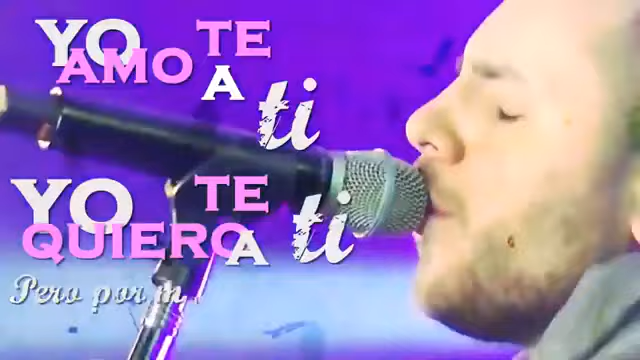 YO TE
AMO A ti
YO TE
QUIERO A ti
Pero por m